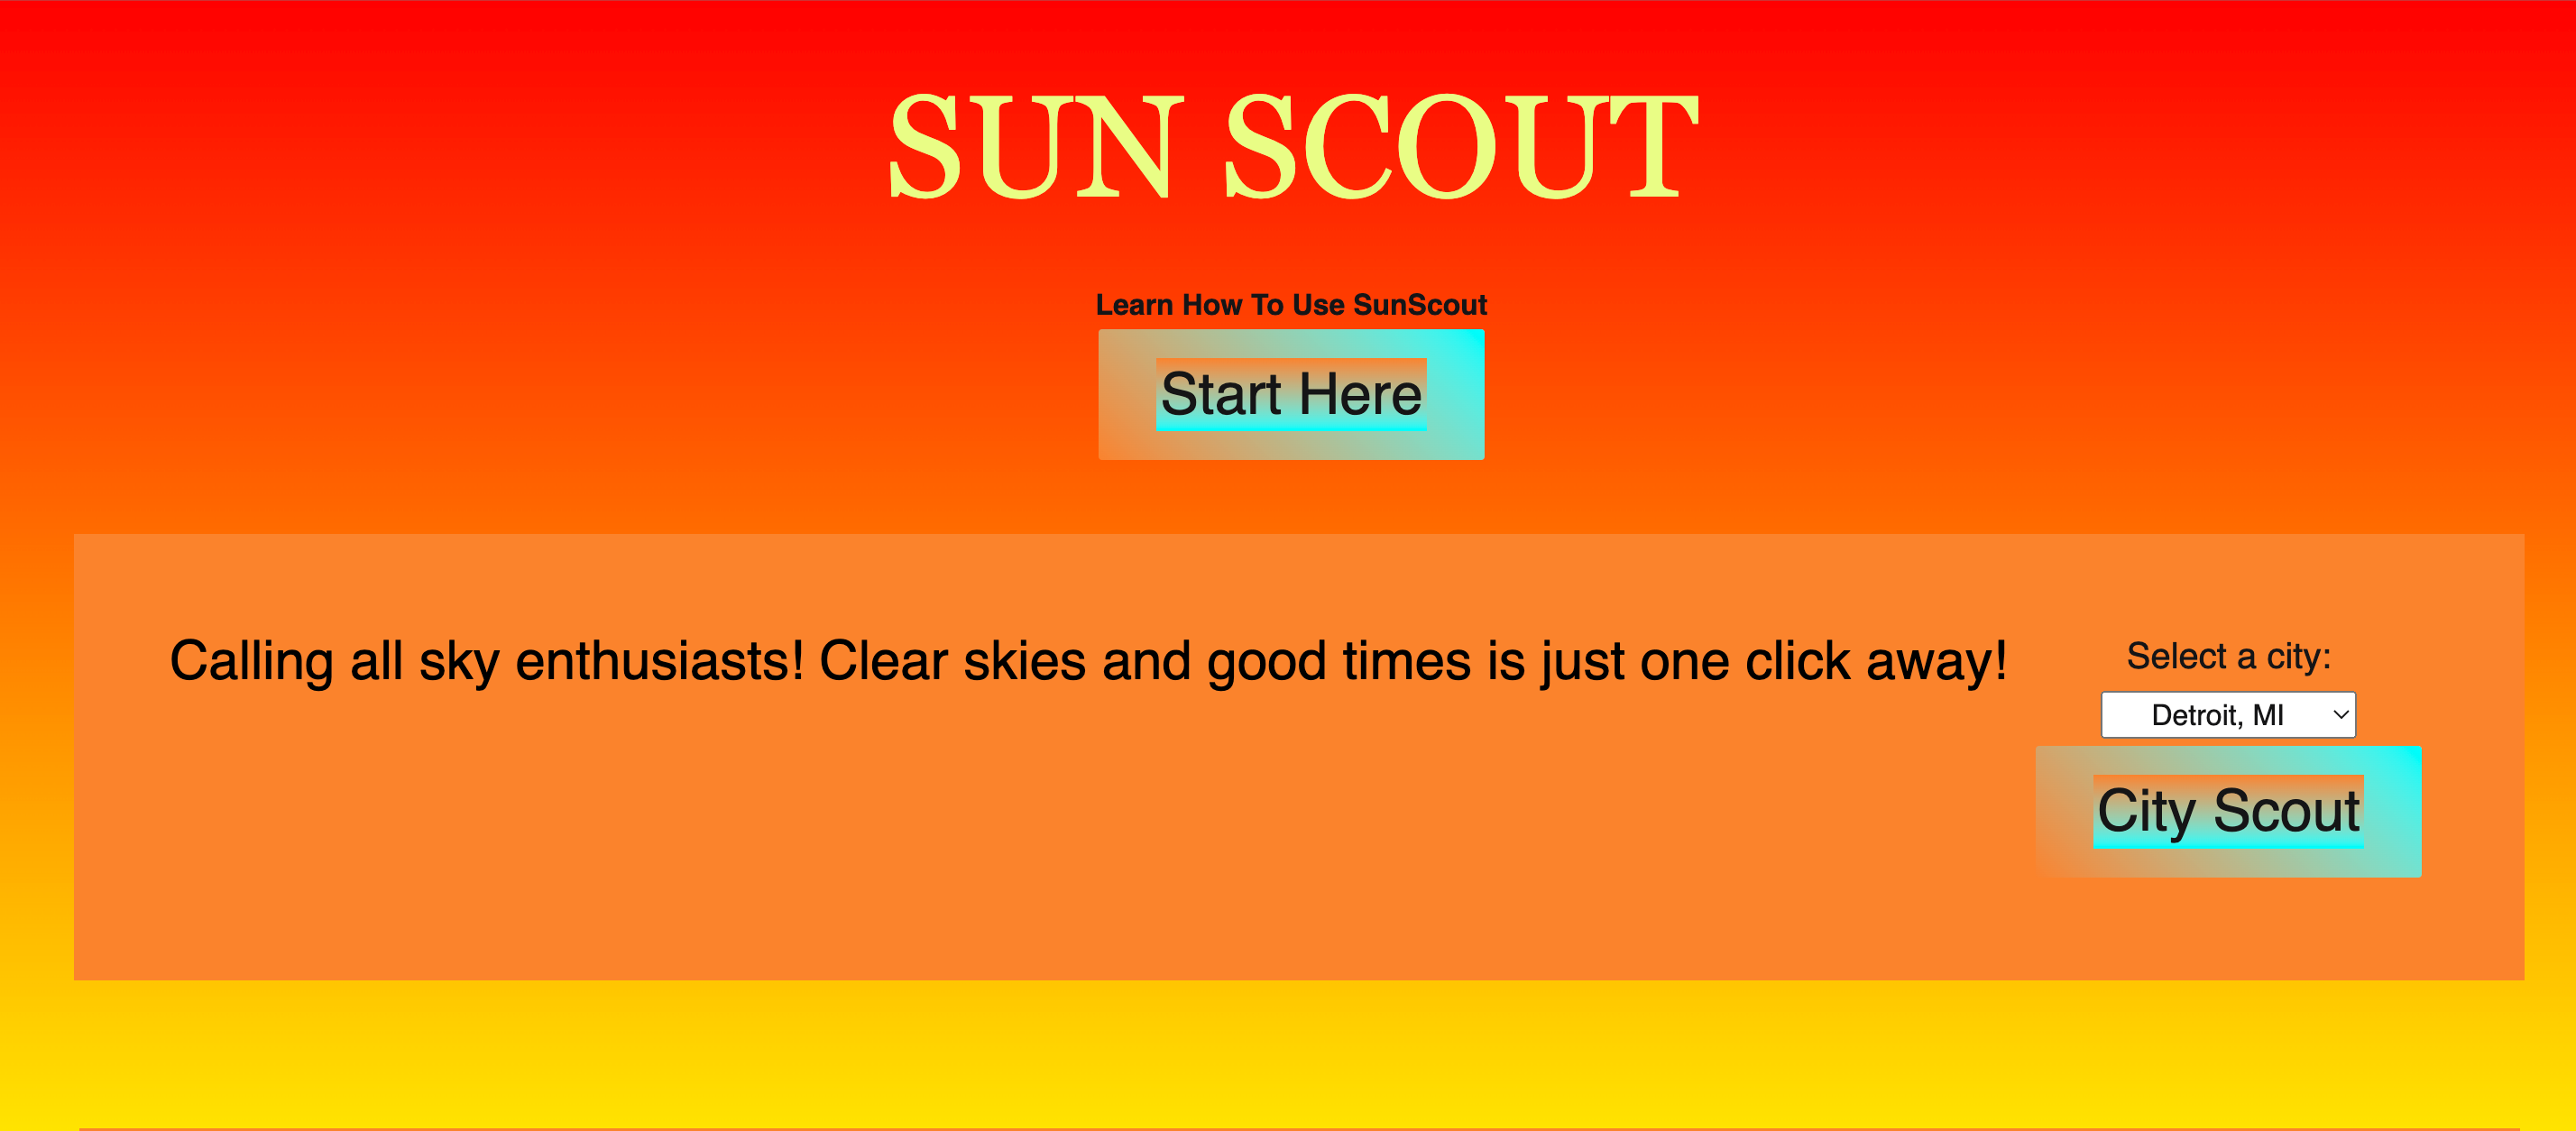 SUN SCOUT
Learn How To Use SunScout
Start Here
Calling all sky enthusiasts! Clear skies and good times is just one click away!
Select a city:
Detroit, MI
City Scout